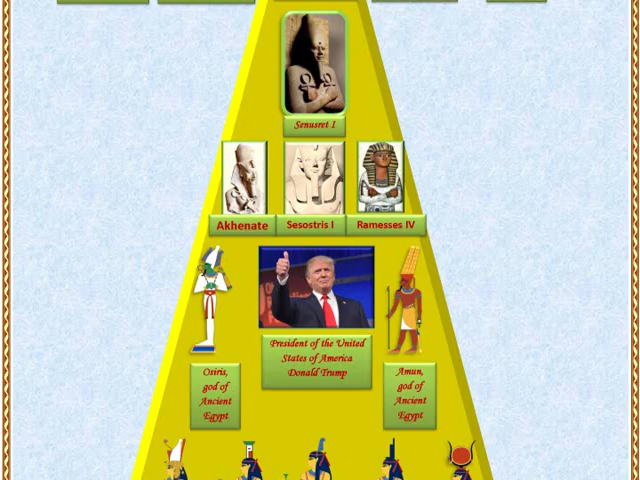 Senusret I
Akhenate
Sesostris I
Ramesses IV
President of the United
States of America
Donald Trump
Osiris,
god of
Ancient
Egypt
Amun,
god of
Ancient
Egypt